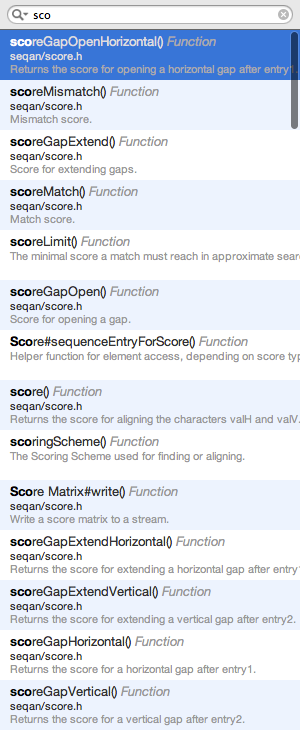 sco
scoreGapOpenHorizontal() Function
seqan/score.h
Returns the score for opening a horizontal gap after entry1.
scoreMismatch() Function
seqan/score.h
Mismatch score.
scoreGapExtend() Function
seqan/score.h
Score for extending gaps.
scoreMatch() Function
seqan/score.h
Match score.
scoreLimit() Function
The minimal score a match must reach in approximate sear
scoreGapOpen() Function
seqan/score.h
Score for opening a gap.
Score#sequenceEntryForScore() Function
Helper function for element access, depending on score typ
score() Function
seqan/score.h
Returns the score for aligning the characters valH and valV.
scoringScheme() Function
The Scoring Scheme used for finding or aligning.
Score Matrix#write() Function
seqan/score.h
Write a score matrix to a stream.
scoreGapExtendHorizontal() Function
seqan/score.h
Returns the score for extending a horizontal gap after entry1
scoreGapExtendVertical() Function
seqan/score.h
Returns the score for extending a vertical gap after entry2.
scoreGapHorizontal() Function
seqan/score.h
Returns the score for a horizontal gap after entry1.
scoreGapVertical() Function
seqan/score.h
Returns the score for a vertical gap after entry2.